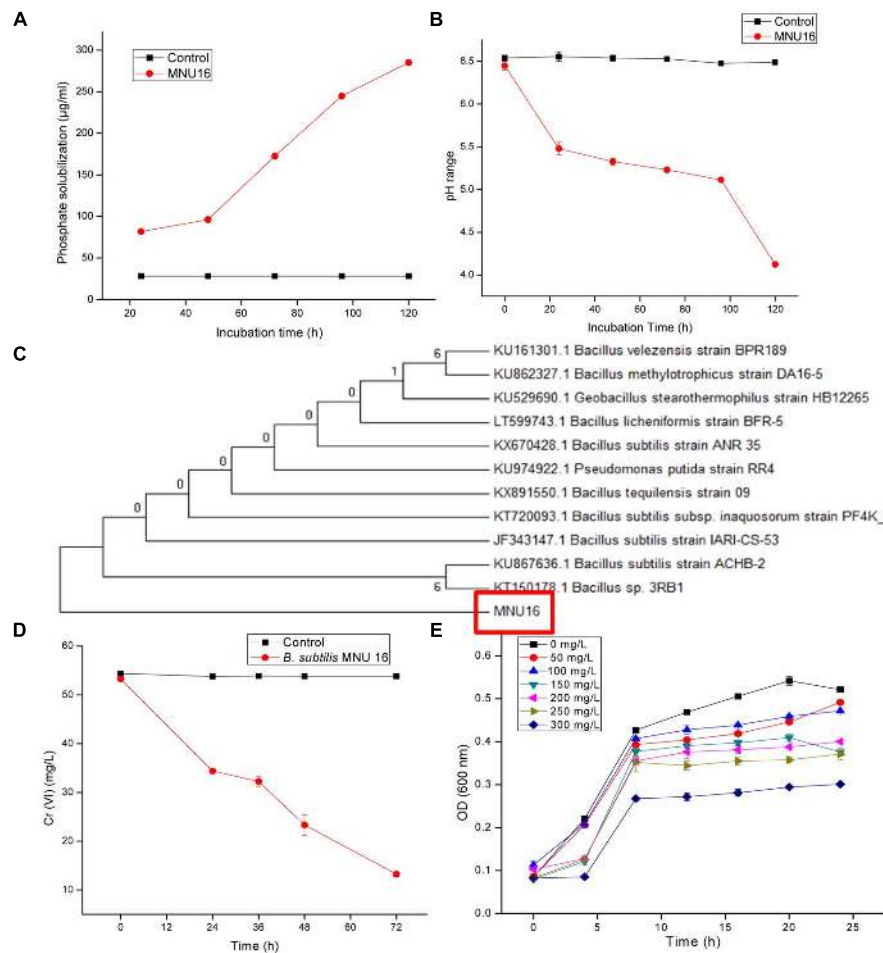 A
Control
MNU16
Phosphate solubilization (µg/ml)
300
250
200
150
100
50
0
20 40 60 80 100 120
Incubation time (h)
B
Control
MNU16
pH range
6.5
6.0
5.5
5.0
4.5
4.0
0 20 40 60 80 100 120
Incubation Time (h)
C
6 KU161301.1 Bacillus velezensis strain BPR189
1 KU862327.1 Bacillus methylotrophicus strain DA16-5
0 KU529690.1 Geobacillus stearothermophilus strain HB12265
0 LT599743.1 Bacillus licheniformis strain BFR-5
0 KX670428.1 Bacillus subtilis strain ANR 35
0 KU974922.1 Pseudomonas putida strain RR4
0 KX891550.1 Bacillus tequilensis strain 09
0 KT720093.1 Bacillus subtilis subsp. inaquosorum strain PF4K_
JF343147.1 Bacillus subtilis strain IARI-CS-53
KU867636.1 Bacillus subtilis strain ACHB-2
6 KT150178.1 Bacillus sp. 3RB1
MNU16
D
Control
B. subtilis MNU 16
Cr (VI) (mg/L)
60
50
40
30
20
10
0 12 24 36 48 60 72
Time (h)
E
0 mg/L
50 mg/L
100 mg/L
150 mg/L
200 mg/L
250 mg/L
300 mg/L
OD (600 nm)
0.6
0.5
0.4
0.3
0.2
0.1
0.0
0 5 10 15 20 25
Time (h)